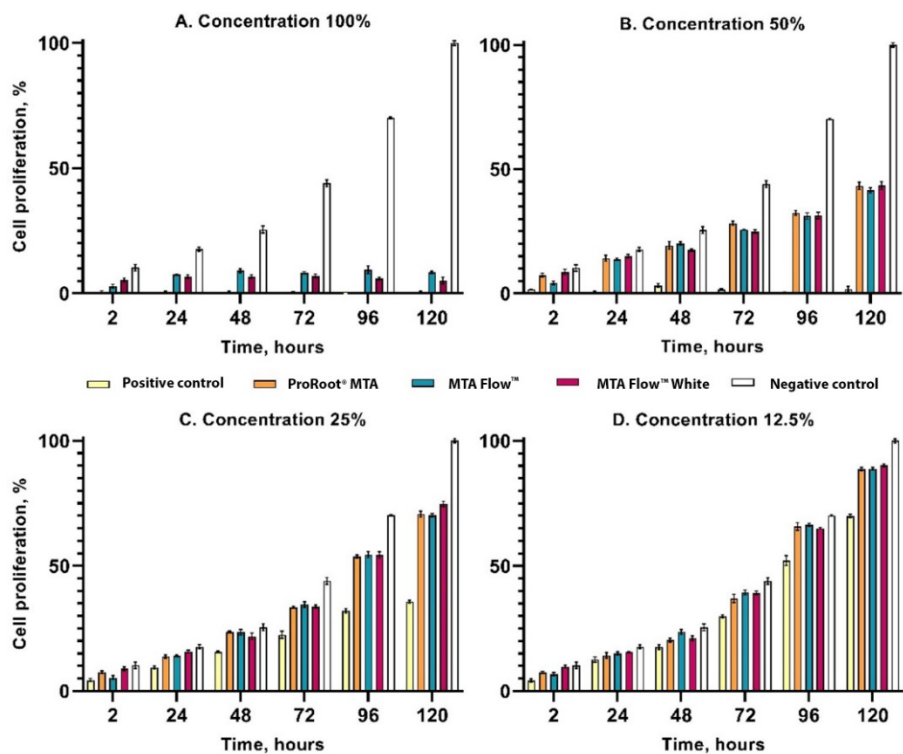 A. Concentration 100%
Cell proliferation, %
100
50
0
2 24 48 72 96 120
Time, hours
B. Concentration 50%
100
50
0
2 24 48 72 96 120
Time, hours
Positive control ProRoot® MTA MTA Flow™ MTA Flow™ White Negative control
C. Concentration 25%
Cell proliferation, %
100
50
0
2 24 48 72 96 120
Time, hours
D. Concentration 12.5%
100
50
0
2 24 48 72 96 120
Time, hours